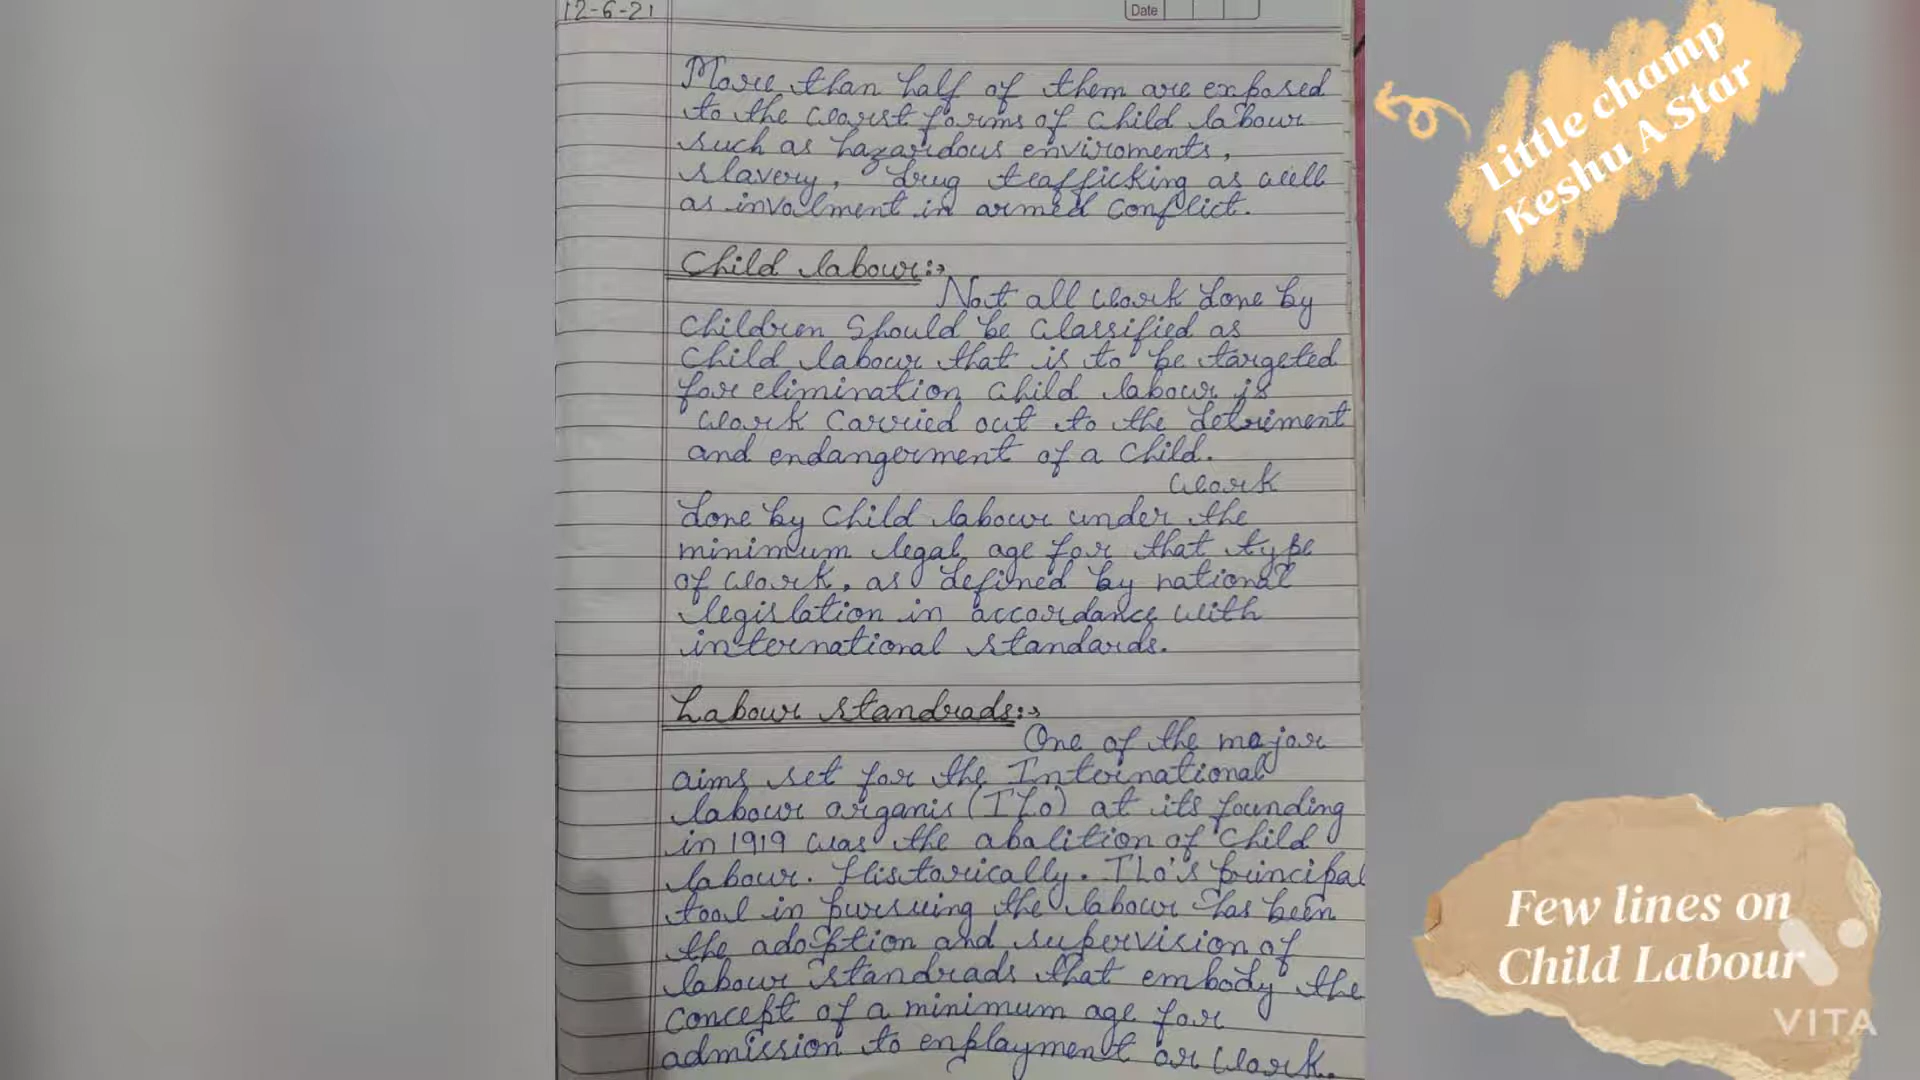 12-6-21
Date
More than half of them are exposed
to the worst forms of child labour
such as hazardous enviroments,
slavery, drug trafficking as well
as involment in armed conflict.
Child labour:→
Not all work done by
children should be classified as
child labour that is to be targeted
for elimination child labour is
work carried out to the detriment
and endangerment of a child.
Work
done by child labour under the
minimum legal age for that type
of work, as defined by national
legislation in accordance with
international standards.
Labour standrads:→
One of the major
aims set for the International
labour organis (ILO) at its founding
in 1919 was the abolition of child
labour. Historically. ILO's principal
tool in pursuing the labour has been
the adoption and supervision of
labour standrads that embody the
concept of a minimum age for
admission to enployment or work.
Little champ
Keshu A Star
Few lines on
Child Labour
VITA